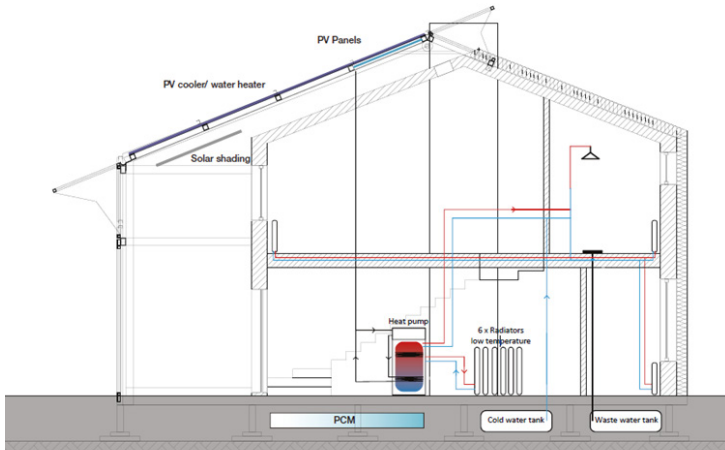 PV Panels
PV cooler/ water heater
Solar shading
Heat pump
6 x Radiators
low temperature
PCM
Cold water tank
Waste water tank